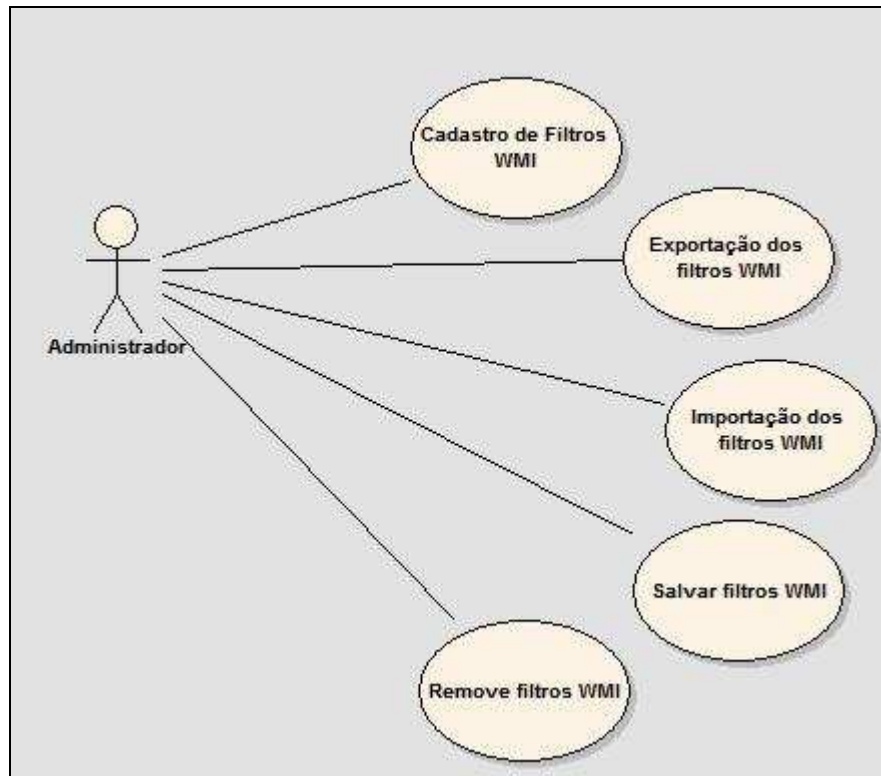 Cadastro de Filtros
WMI
Exportação dos
filtros WMI
Administrador
Importação dos
filtros WMI
Salvar filtros WMI
Remove filtros WMI